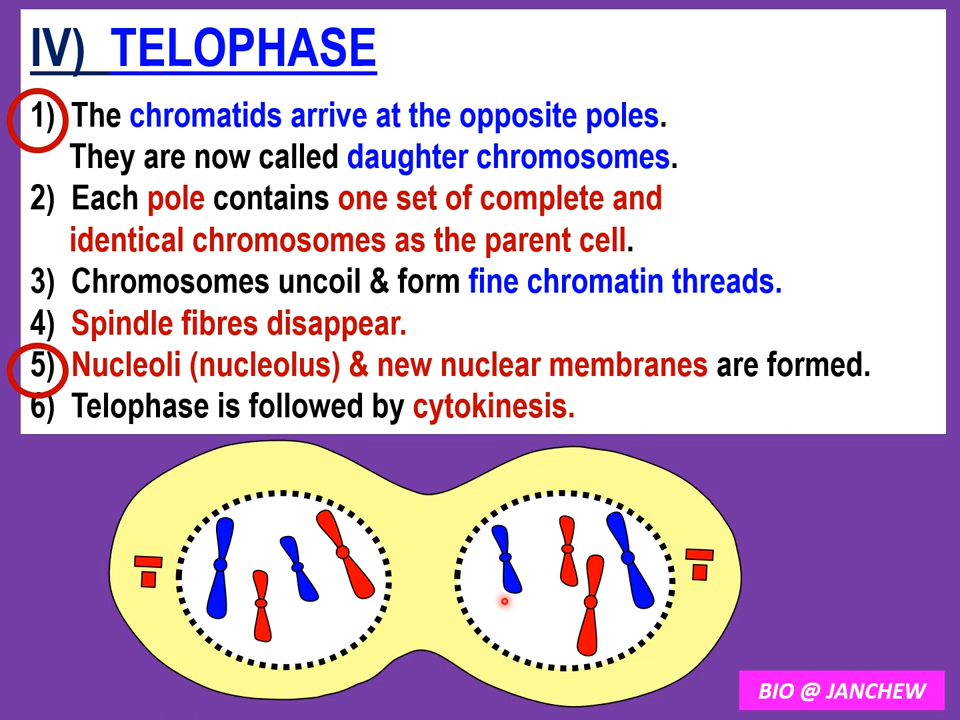 IV) TELOPHASE
1) The chromatids arrive at the opposite poles.
They are now called daughter chromosomes.
2) Each pole contains one set of complete and
identical chromosomes as the parent cell.
3) Chromosomes uncoil & form fine chromatin threads.
4) Spindle fibres disappear.
5) Nucleoli (nucleolus) & new nuclear membranes are formed.
6) Telophase is followed by cytokinesis.
BIO @ JANCHEW